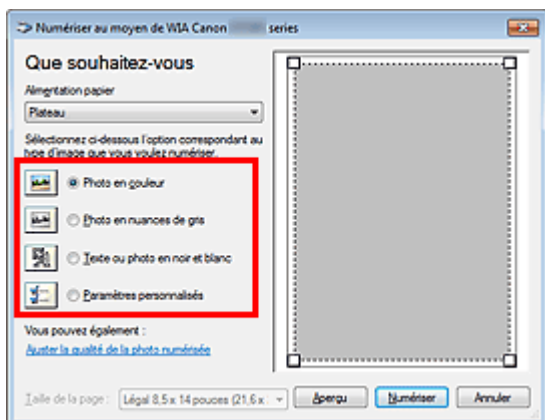 Numériser au moyen de WIA Canon series
Que souhaitez-vous
Alimentation papier
Plateau
Sélectionnez ci-dessous l'option correspondant au
type d'image que vous voulez numériser.
Photo en couleur
Photo en nuances de gris
Texte ou photo en noir et blanc
Paramètres personnalisés
Vous pouvez également :
Ajuster la qualité de la photo numérisée
Taille de la page : Légal 8,5 x 14 pouces (21,6 x Aperçu Numériser Annuler